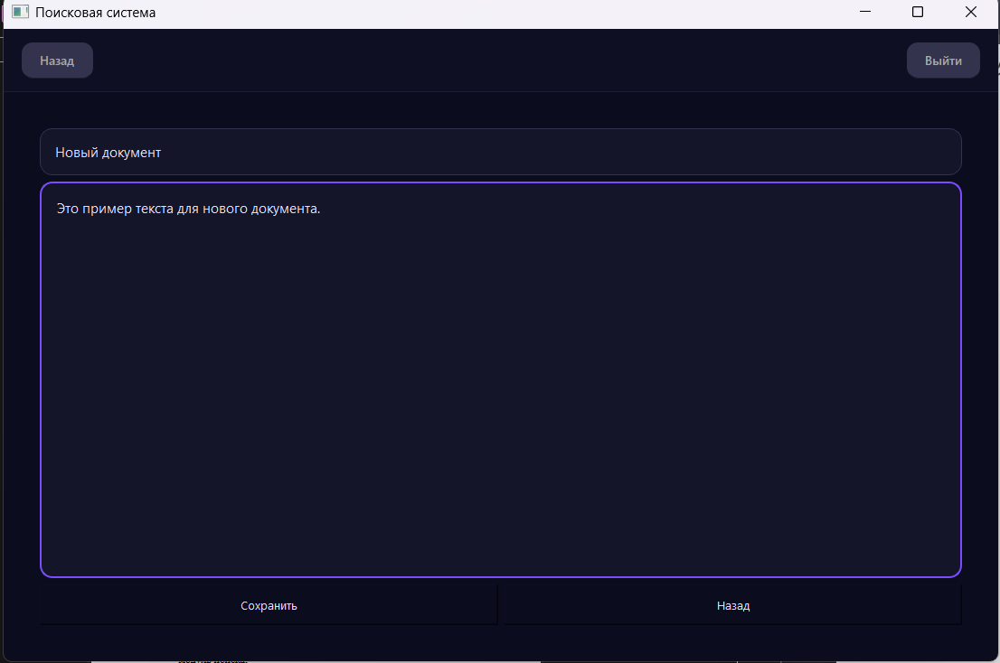 Поисковая система
Назад
Выйти
Новый документ
Это пример текста для нового документа.
Сохранить
Назад